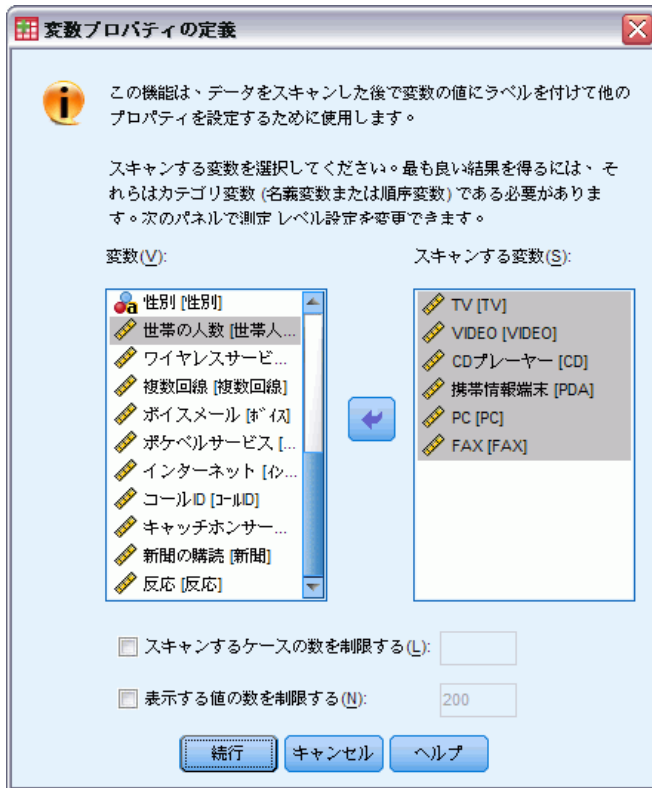 変数プロパティの定義
この機能は、データをスキャンした後で変数の値にラベルを付けて他の
プロパティを設定するために使用します。
スキャンする変数を選択してください。最も良い結果を得るには、そ
れらはカテゴリ変数 (名義変数または順序変数) である必要がありま
す。次のパネルで測定 レベル設定を変更できます。
変数(V):
性別 [性別]
世帯の人数 [世帯人...
ワイヤレスサービ...
複数回線 [複数回線]
ボイスメール [ボイス]
ポケベルサービス [...
インターネット [イン...
コールID [コールID]
キャッチホンサー...
新聞の購読 [新聞]
反応 [反応]
スキャンする変数(S):
TV [TV]
VIDEO [VIDEO]
CDプレーヤー [CD]
携帯情報端末 [PDA]
PC [PC]
FAX [FAX]
スキャンするケースの数を制限する(L):
表示する値の数を制限する(N): 200
続行 キャンセル ヘルプ